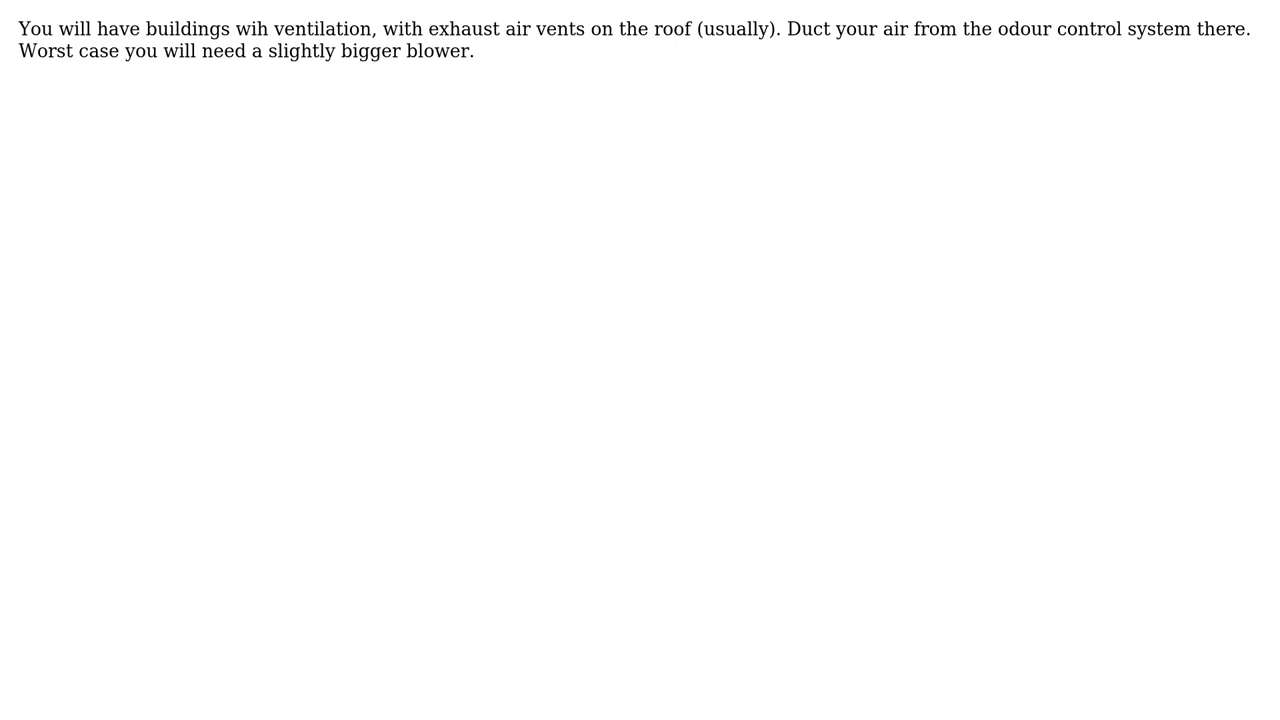 You will have buildings wih ventilation, with exhaust air vents on the roof (usually). Duct your air from the odour control system there.
Worst case you will need a slightly bigger blower.